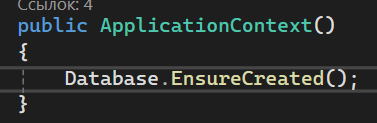 Ссылок: 4
public ApplicationContext()
{
Database.EnsureCreated();
}